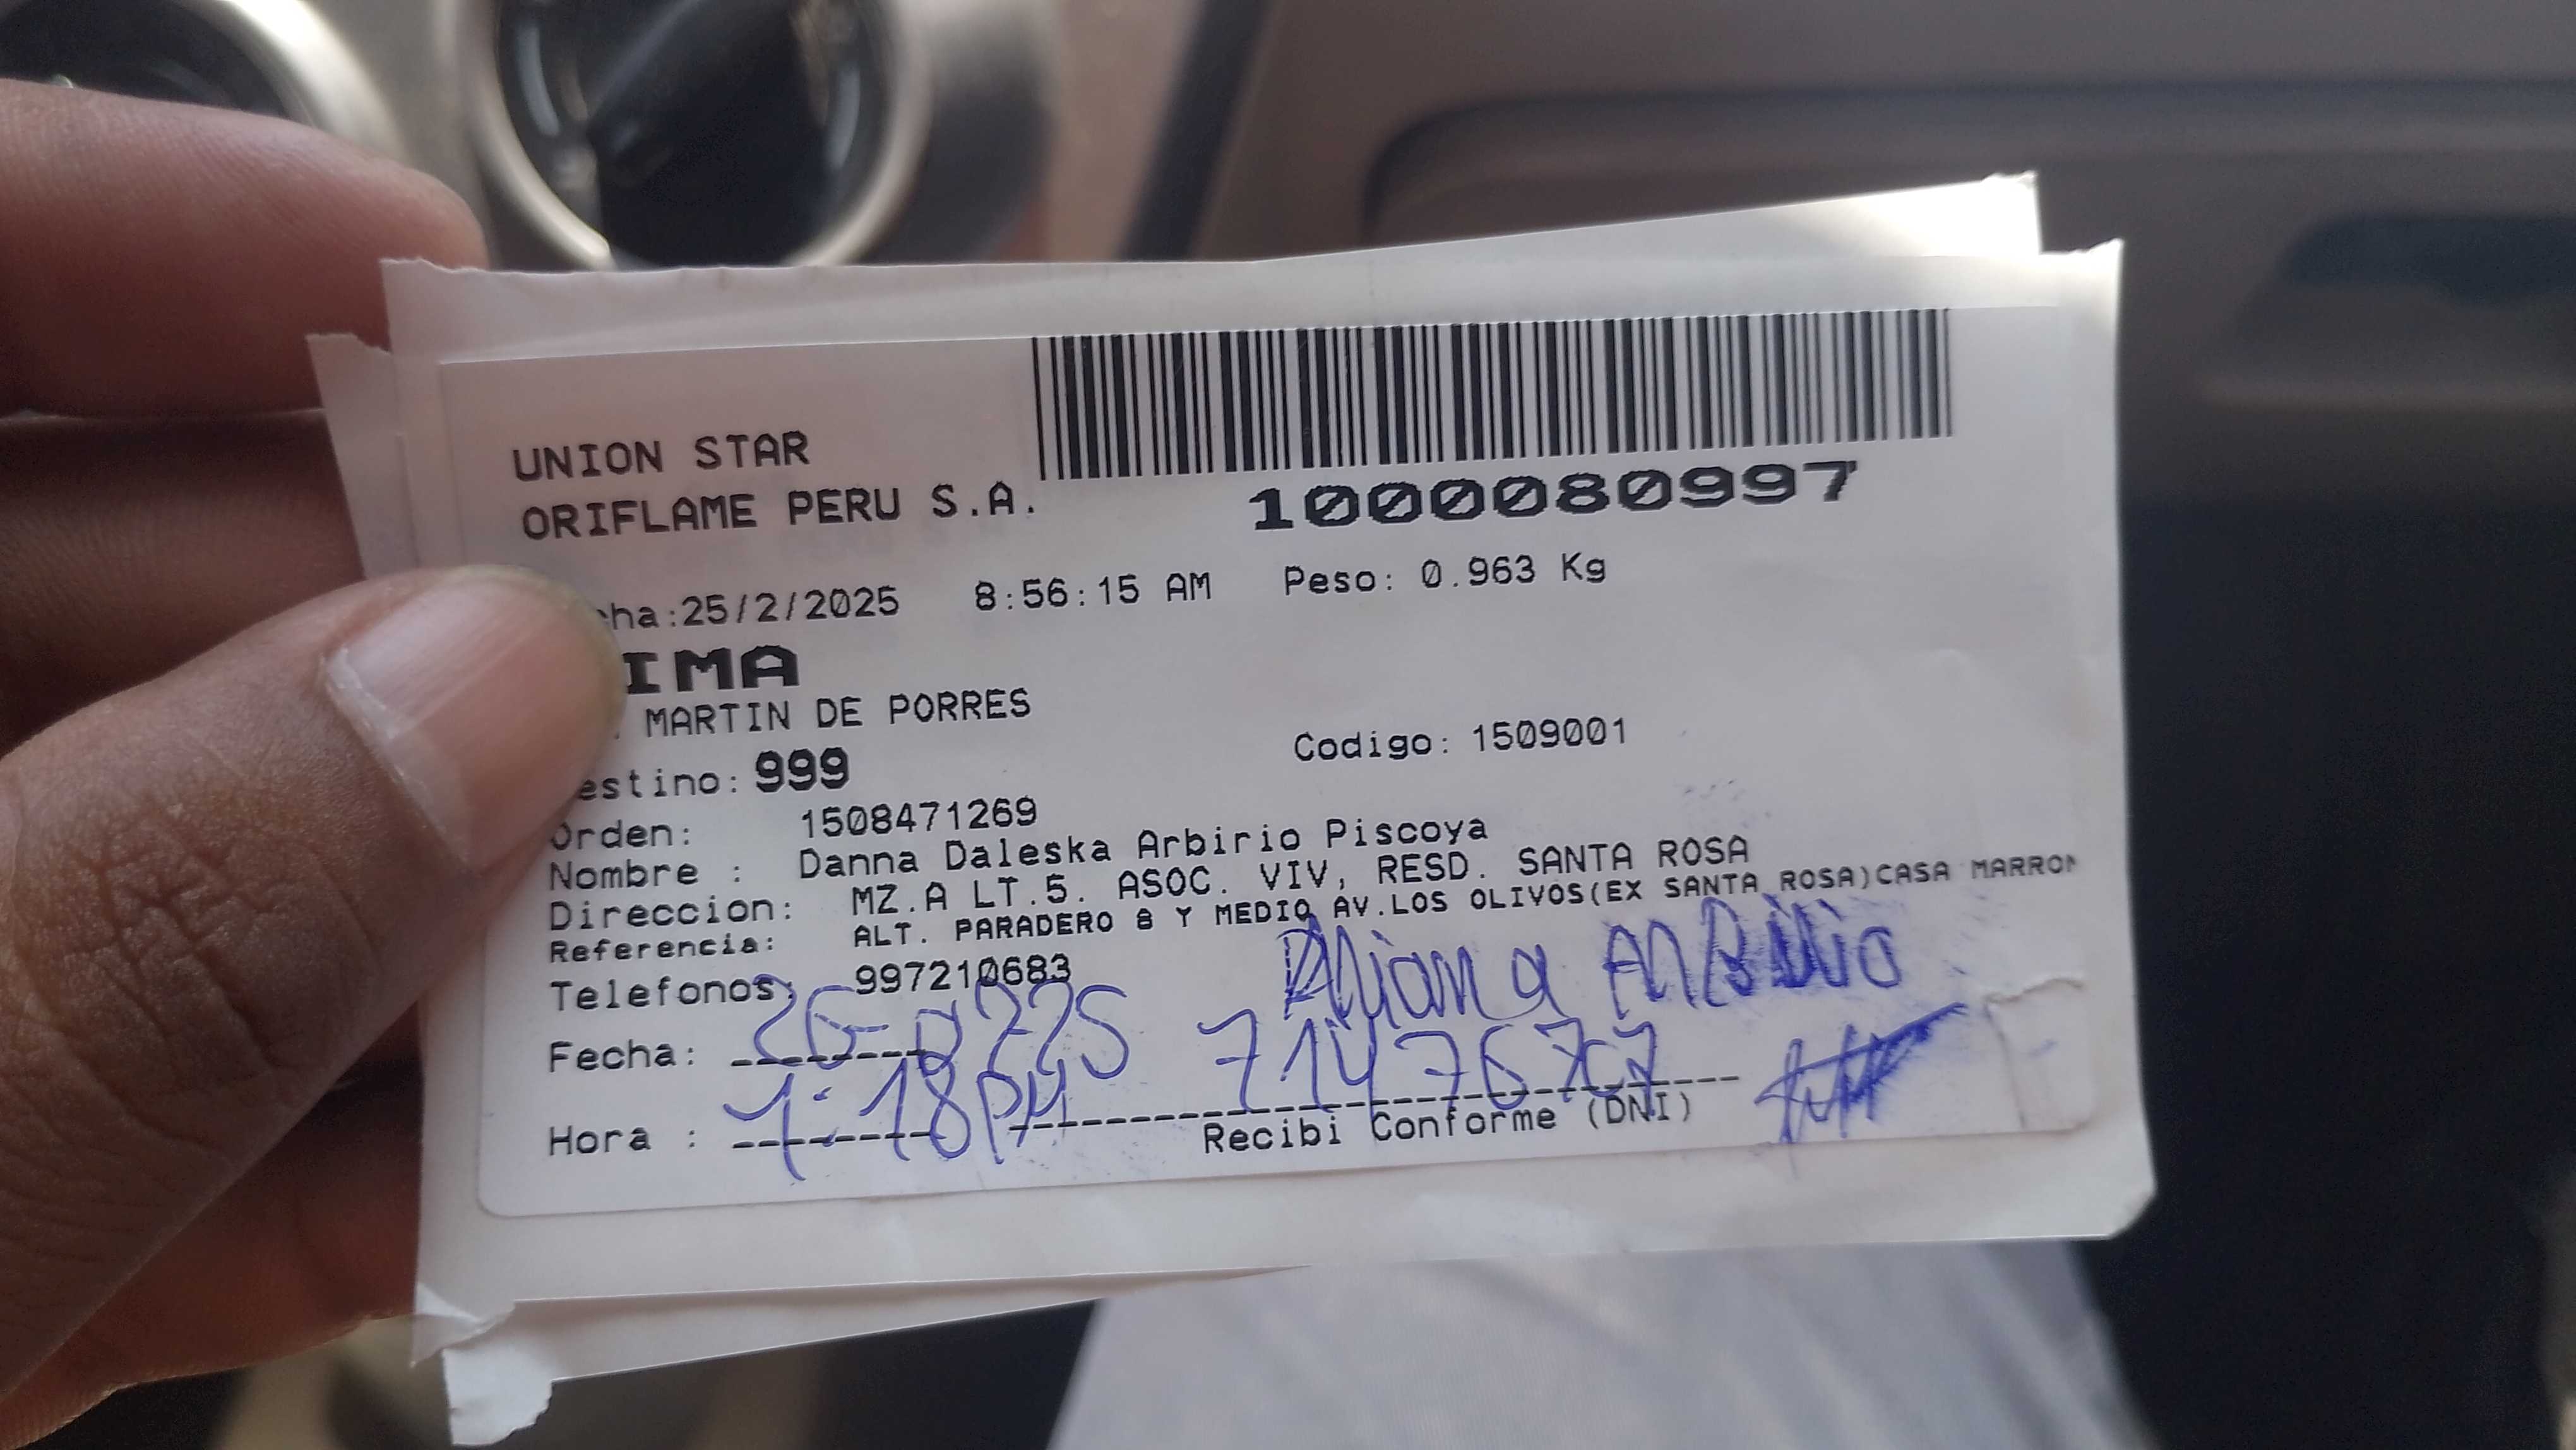 UNION STAR
ORIFLAME PERU S.A.
1000080997
cha:25/2/2025 8:56:15 AM Peso: 0.963 Kg
IMA
. MARTIN DE PORRES
estino: 999 Codigo: 1509001
Orden: 1508471269
Nombre : Danna Daleska Arbirio Piscoya
Direccion: MZ.A LT.5. ASOC. VIV, RESD. SANTA ROSA
Referencia: ALT. PARADERO 8 Y MEDIO AV.LOS OLIVOS(EX SANTA ROSA)CASA MARRON
Telefonos: 997210683
Arbirio
Fecha:
Hora : 1:18pm
Recibi Conforme (DNI)